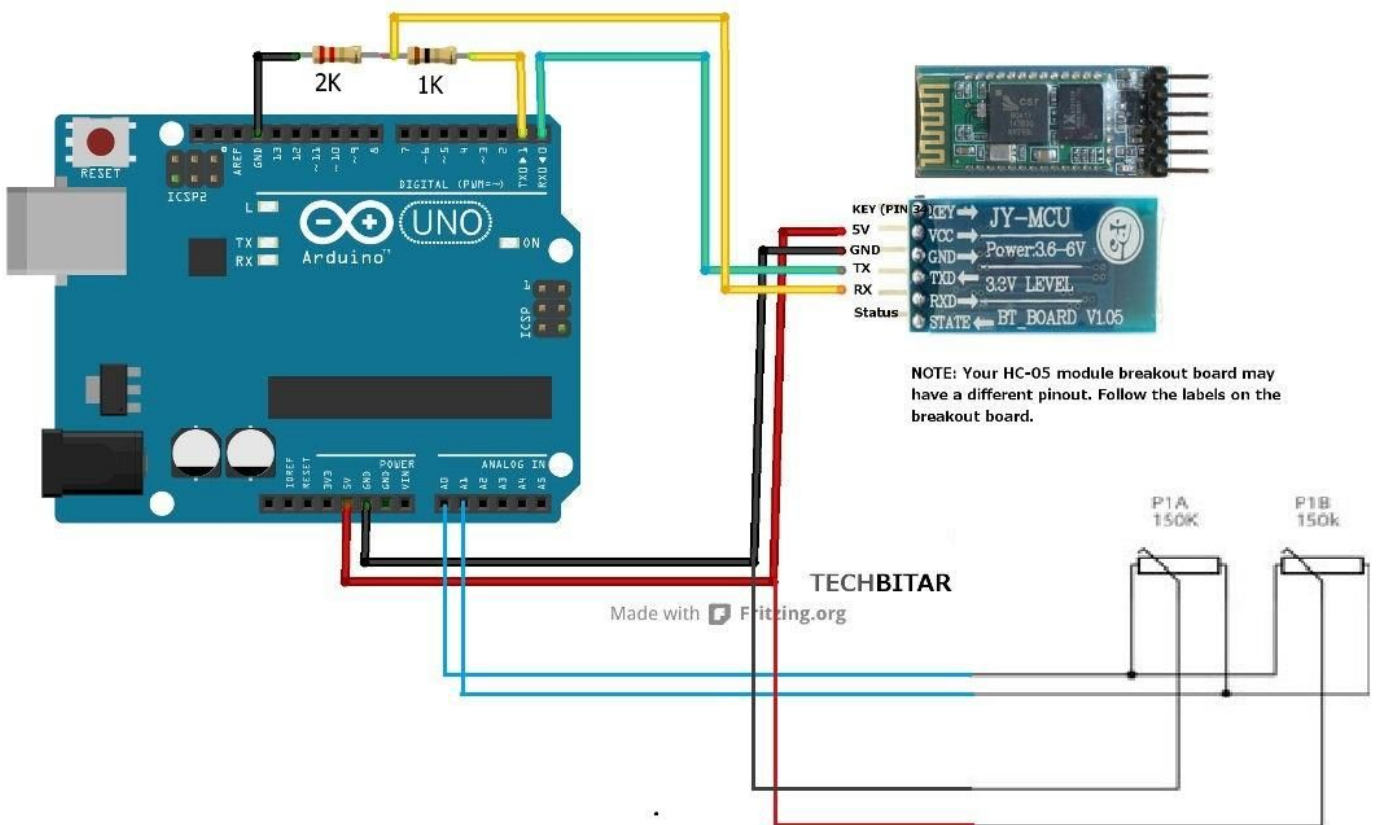 2K
1K
RESET
ICSP2
AREF
GND
13
12
~11
~10
~9
8
7
~6
~5
4
~3
2
TXD▲1
RXD▼0
DIGITAL (PWM=~)
L
TX
RX
UNO
Arduino™
ON
1
ICSP
IOREF
RESET
3V3
5V
GND
GND
VIN
POWER
ANALOG IN
A0
A1
A2
A3
A4
A5
CSr
KEY (PIN 34)
5V
GND
TX
RX
Status
KEY
VCC
GND
TXD
RXD
STATE
JY-MCU
Power:3.6-6V
3.3V LEVEL
BT_BOARD V1.05
NOTE: Your HC-05 module breakout board may
have a different pinout. Follow the labels on the
breakout board.
P1A
150K
P1B
150k
TECHBITAR
Made with Fritzing.org